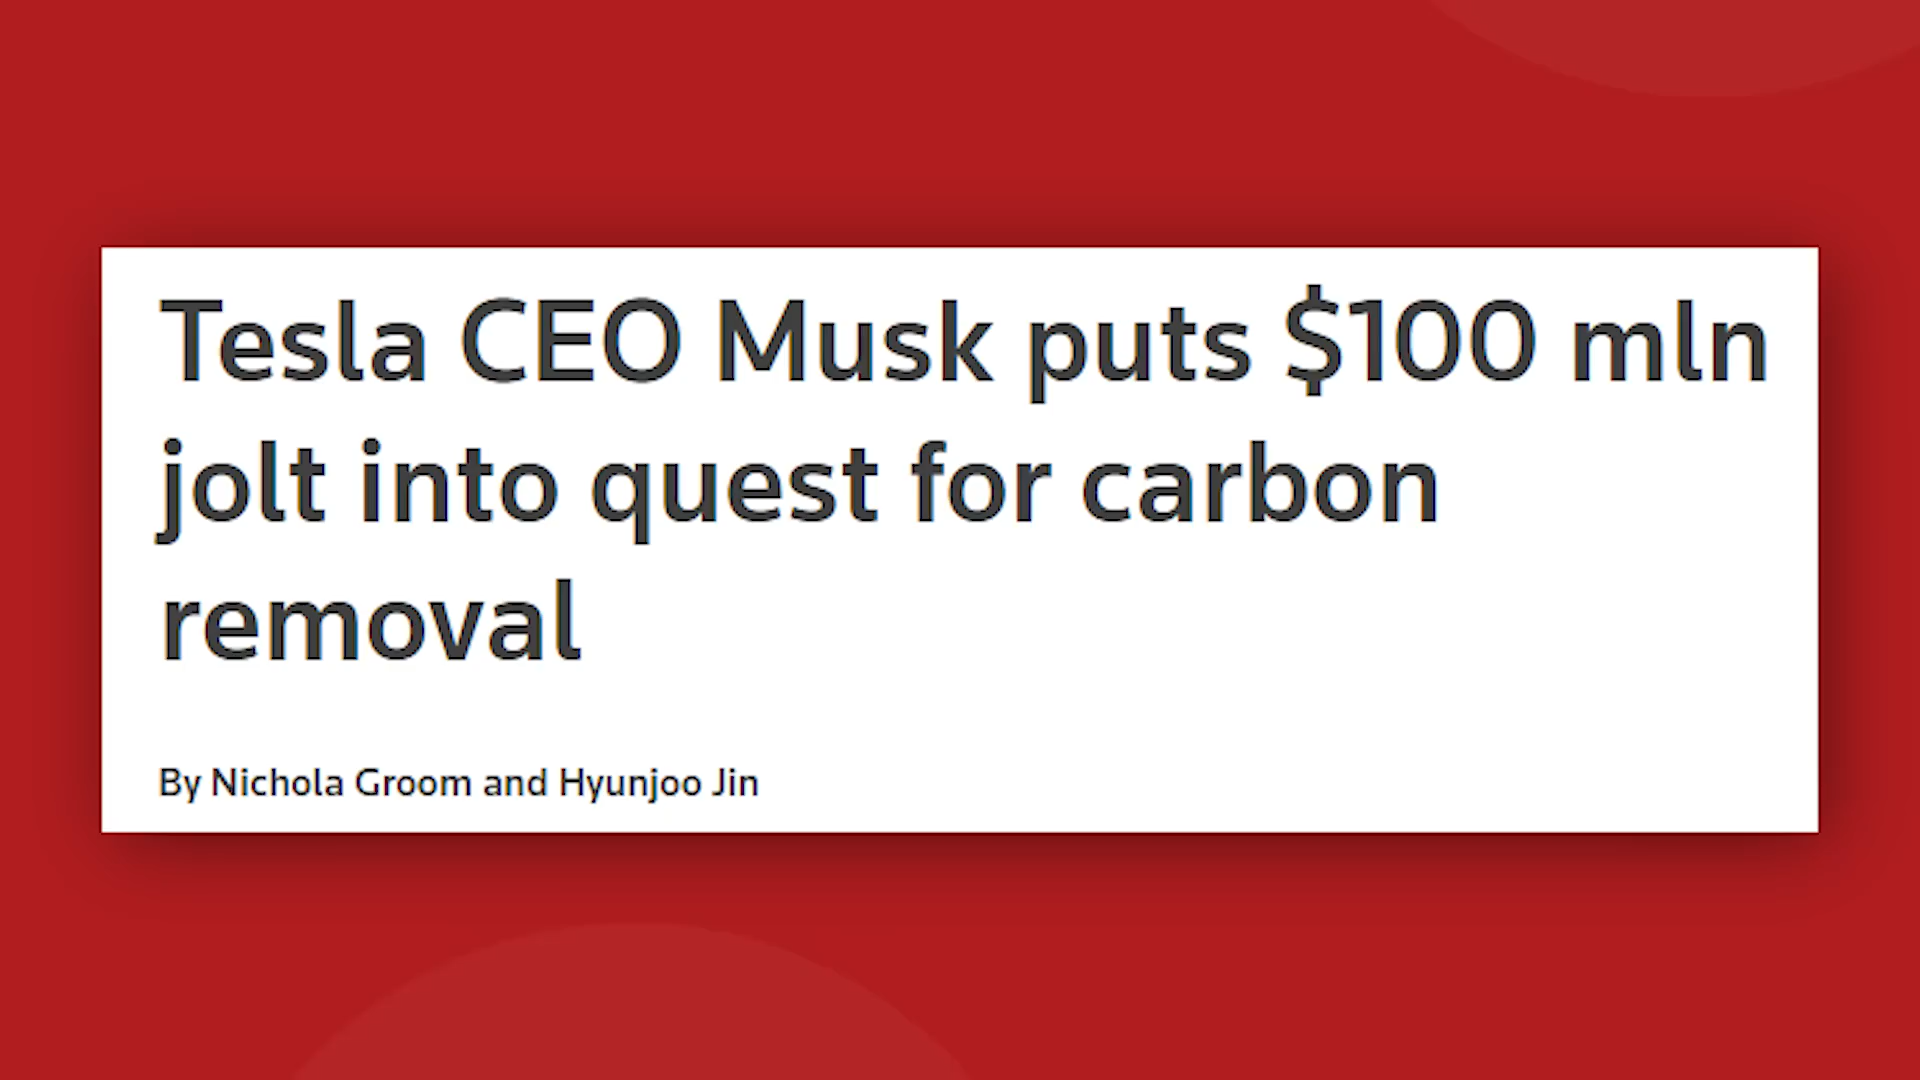 Tesla CEO Musk puts $100 mln
jolt into quest for carbon
removal
By Nichola Groom and Hyunjoo Jin